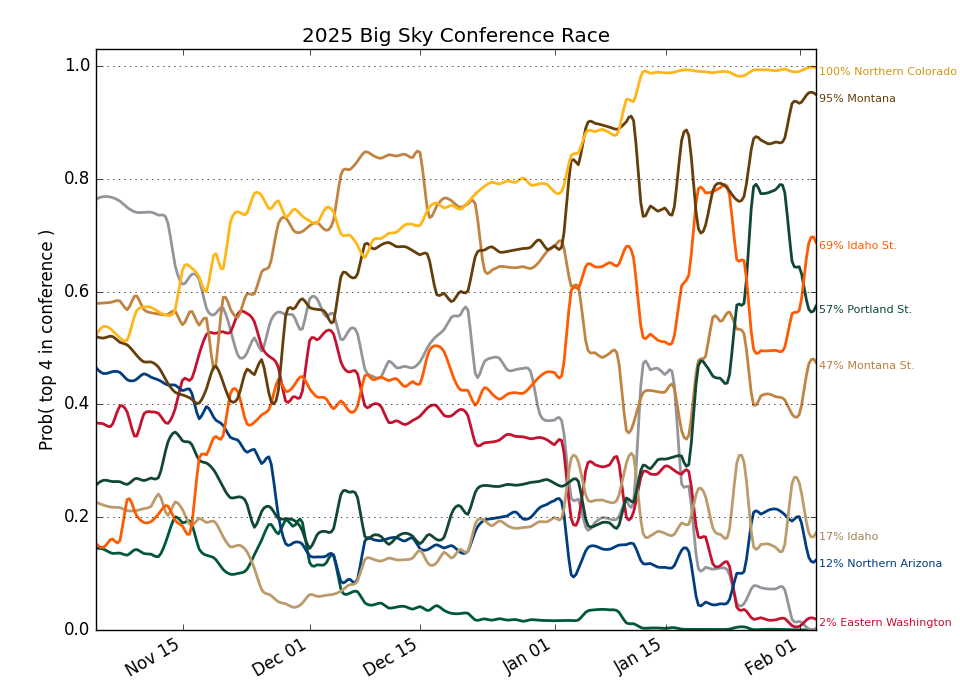 2025 Big Sky Conference Race
Prob( top 4 in conference )
1.0
0.8
0.6
0.4
0.2
0.0
Nov 15
Dec 01
Dec 15
Jan 01
Jan 15
Feb 01
100% Northern Colorado
95% Montana
69% Idaho St.
57% Portland St.
47% Montana St.
17% Idaho
12% Northern Arizona
2% Eastern Washington